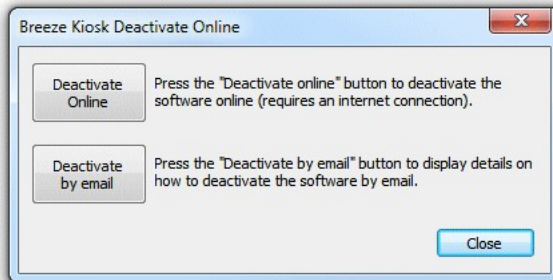 Breeze Kiosk Deactivate Online
Deactivate
Online
Press the "Deactivate online" button to deactivate the
software online (requires an internet connection).
Deactivate
by email
Press the "Deactivate by email" button to display details on
how to deactivate the software by email.
Close